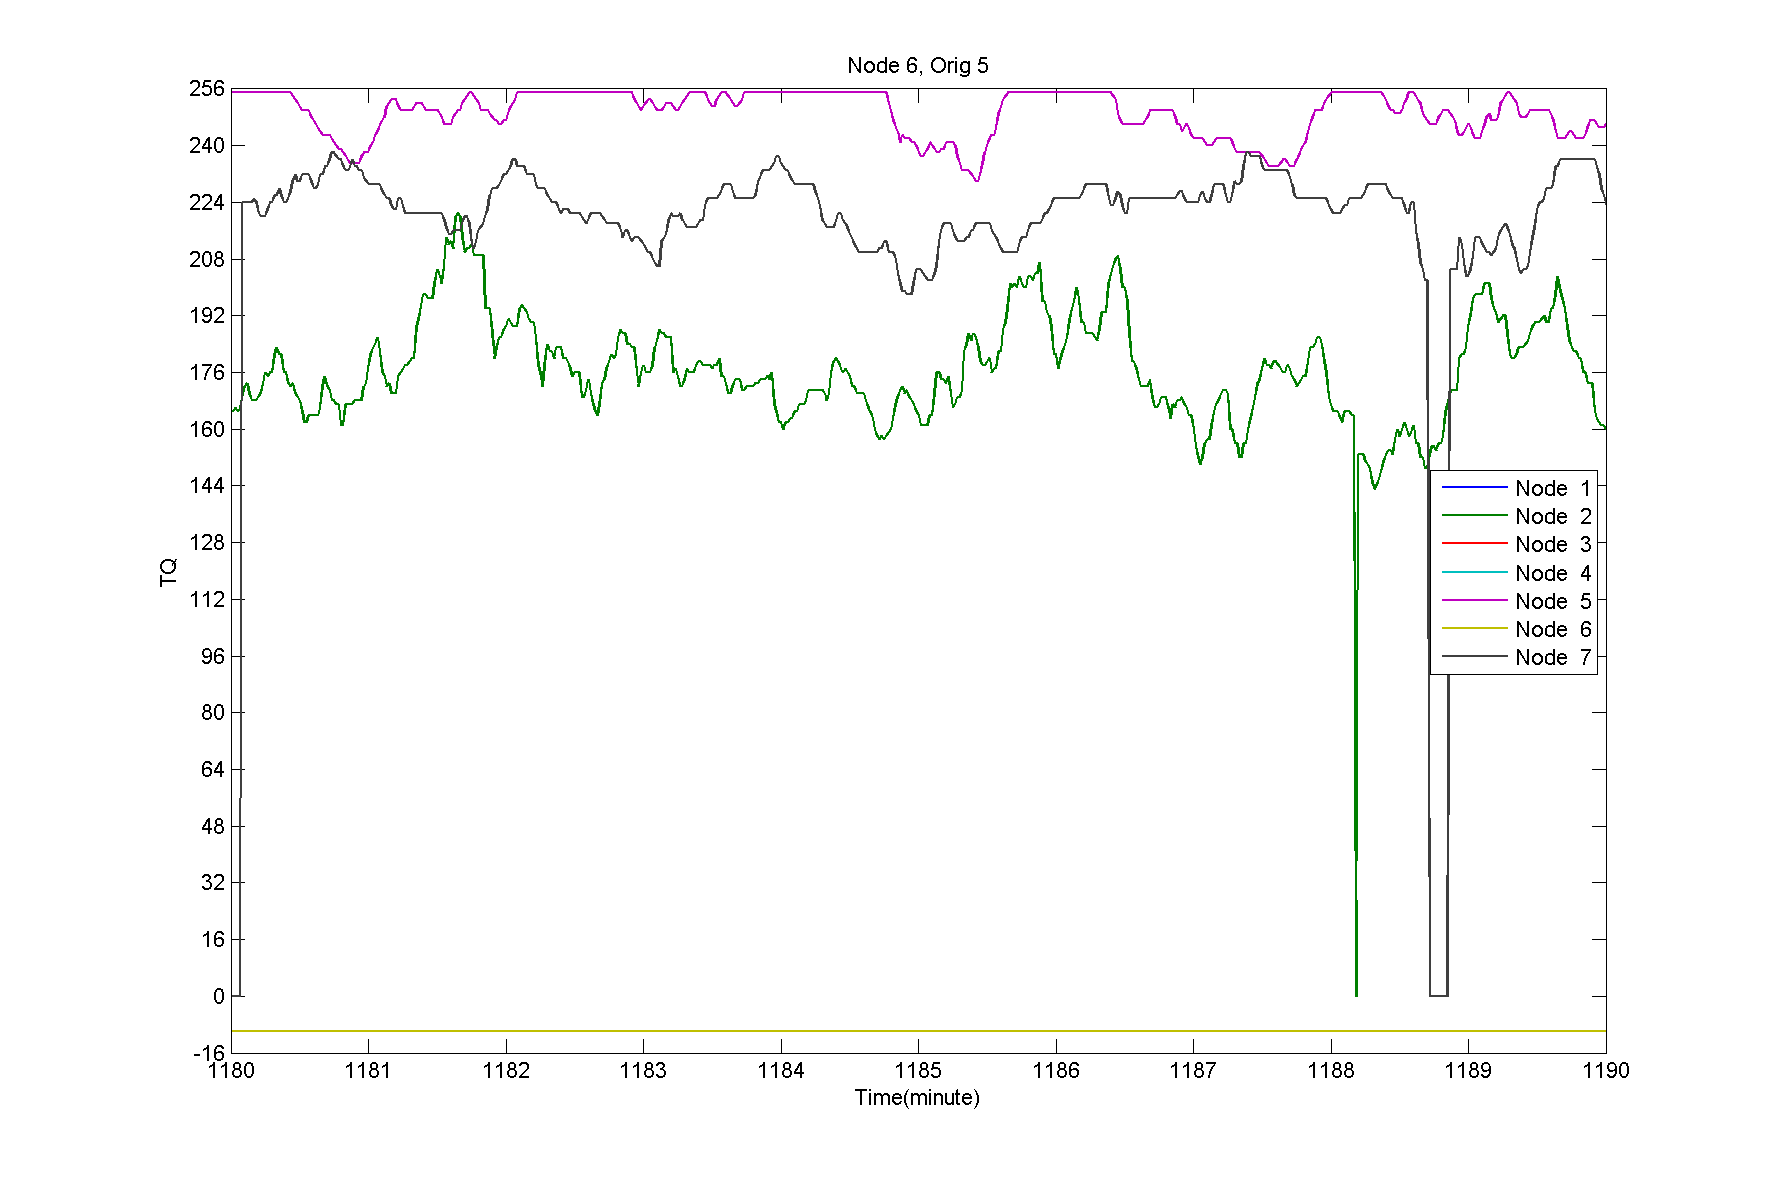 Node 6, Orig 5
256
240
224
208
192
176
160
144
128
112
96
80
64
48
32
16
0
-16
TQ
Node 1
Node 2
Node 3
Node 4
Node 5
Node 6
Node 7
1180 1181 1182 1183 1184 1185 1186 1187 1188 1189 1190
Time(minute)